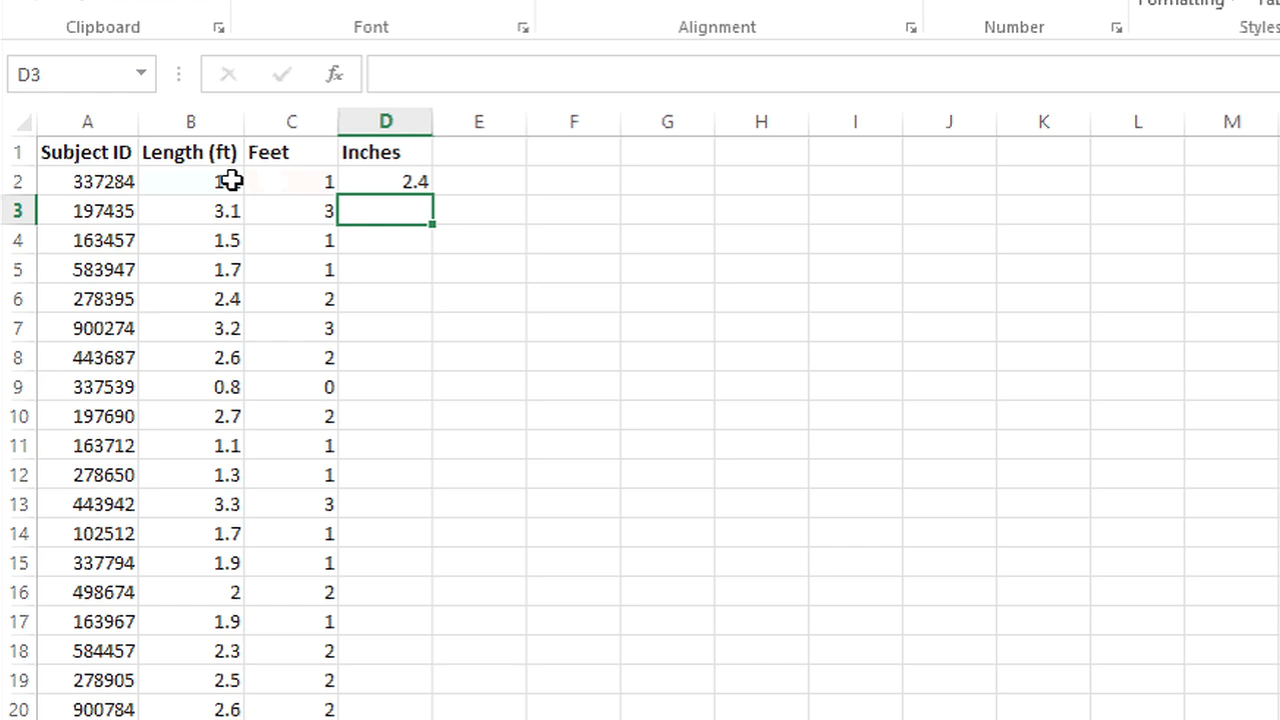 Clipboard Font Alignment Number Styles
D3 fx
A B C D E F G H I J K L M
1 Subject ID Length (ft) Feet Inches
2 337284 1 2.4
3 197435 3.1 3
4 163457 1.5 1
5 583947 1.7 1
6 278395 2.4 2
7 900274 3.2 3
8 443687 2.6 2
9 337539 0.8 0
10 197690 2.7 2
11 163712 1.1 1
12 278650 1.3 1
13 443942 3.3 3
14 102512 1.7 1
15 337794 1.9 1
16 498674 2 2
17 163967 1.9 1
18 584457 2.3 2
19 278905 2.5 2
20 900784 2.6 2